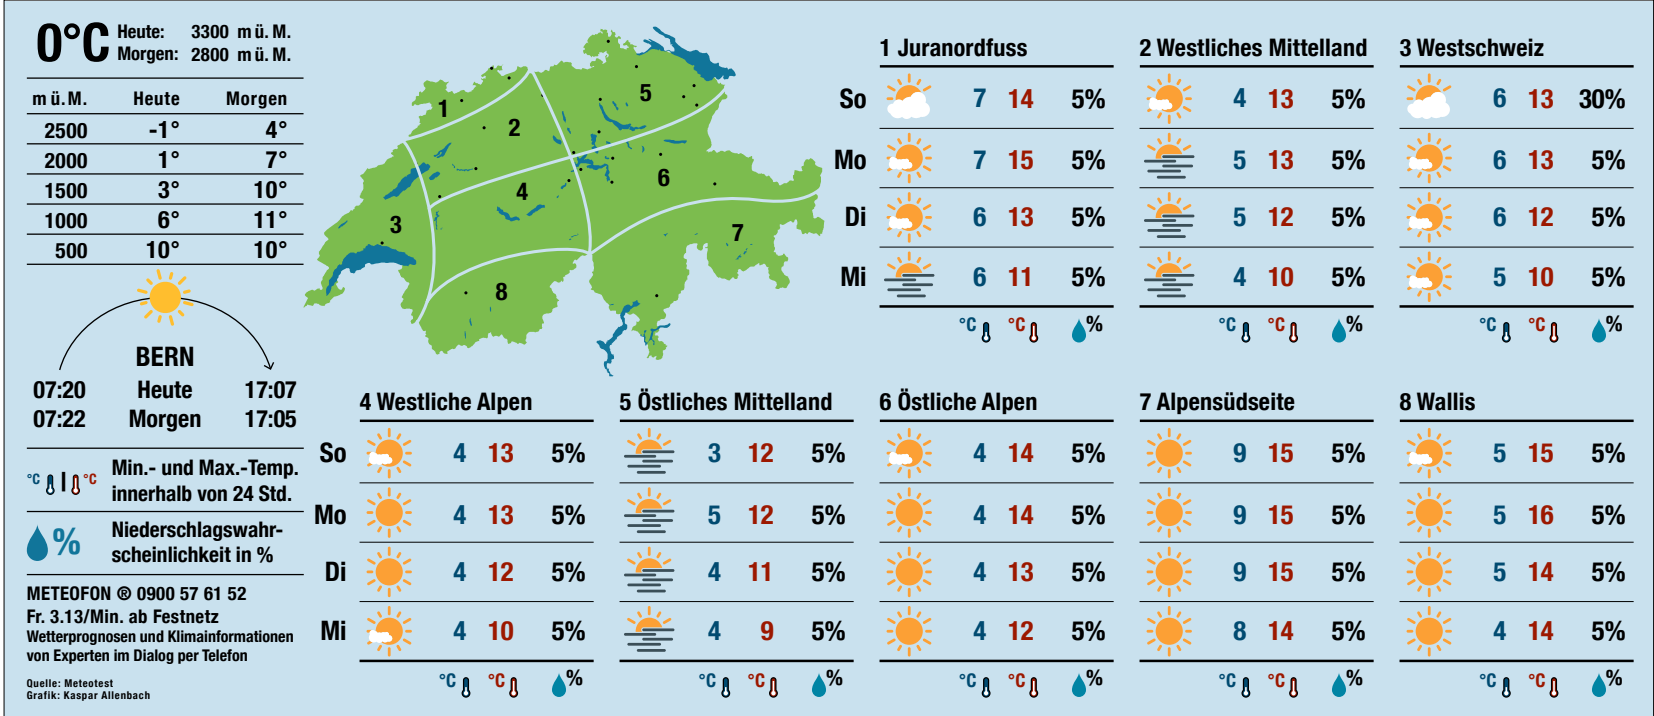 0°C
Heute: 3300 m ü. M.
Morgen: 2800 m ü. M.
m ü. M. Heute Morgen
2500 -1° 4°
2000 1° 7°
1500 3° 10°
1000 6° 11°
500 10° 10°
BERN
07:20 Heute 17:07
07:22 Morgen 17:05
°C | °C Min.- und Max.-Temp.
innerhalb von 24 Std.
% Niederschlagswahr-
scheinlichkeit in %
METEOFON ® 0900 57 61 52
Fr. 3.13/Min. ab Festnetz
Wetterprognosen und Klimainformationen
von Experten im Dialog per Telefon
Quelle: Meteotest
Grafik: Kaspar Allenbach
1
2
3
4
5
6
7
8
1 Juranordfuss
So 7 14 5%
Mo 7 15 5%
Di 6 13 5%
Mi 6 11 5%
°C °C %
2 Westliches Mittelland
4 13 5%
5 13 5%
5 12 5%
4 10 5%
°C °C %
3 Westschweiz
6 13 30%
6 13 5%
6 12 5%
5 10 5%
°C °C %
4 Westliche Alpen
So 4 13 5%
Mo 4 13 5%
Di 4 12 5%
Mi 4 10 5%
°C °C %
5 Östliches Mittelland
3 12 5%
5 12 5%
4 11 5%
4 9 5%
°C °C %
6 Östliche Alpen
4 14 5%
4 14 5%
4 13 5%
4 12 5%
°C °C %
7 Alpensüdseite
9 15 5%
9 15 5%
9 15 5%
8 14 5%
°C °C %
8 Wallis
5 15 5%
5 16 5%
5 14 5%
4 14 5%
°C °C %